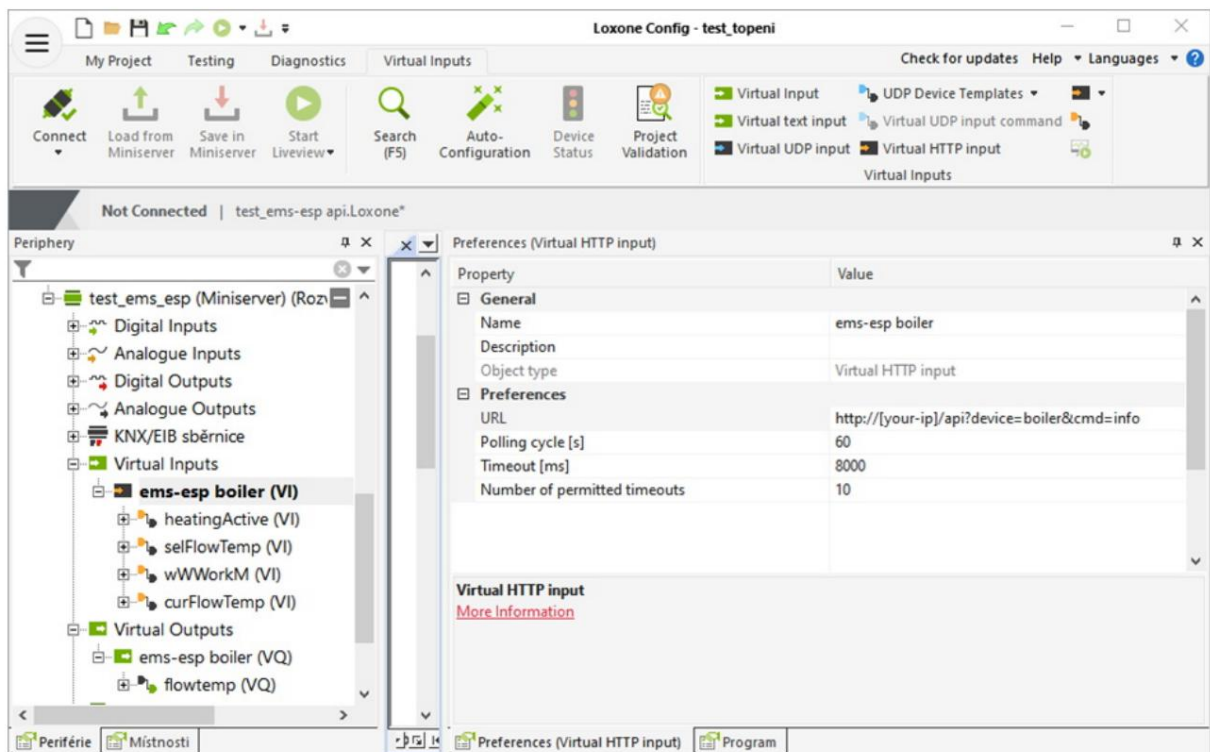 Loxone Config - test_topeni
My Project Testing Diagnostics Virtual Inputs Check for updates Help Languages
Connect
Load from Miniserver
Save in Miniserver
Start Liveview
Search (F5)
Auto-Configuration
Device Status
Project Validation
Virtual Input UDP Device Templates
Virtual text input Virtual UDP input command
Virtual UDP input Virtual HTTP input
Virtual Inputs
Not Connected | test_ems-esp api.Loxone*
Periphery
test_ems_esp (Miniserver) (Roz
Digital Inputs
Analogue Inputs
Digital Outputs
Analogue Outputs
KNX/EIB sběrnice
Virtual Inputs
ems-esp boiler (VI)
heatingActive (VI)
selFlowTemp (VI)
wWWorkM (VI)
curFlowTemp (VI)
Virtual Outputs
ems-esp boiler (VQ)
flowtemp (VQ)
Periférie Místnosti
Preferences (Virtual HTTP input)
Property Value
General
Name ems-esp boiler
Description
Object type Virtual HTTP input
Preferences
URL http://[your-ip]/api?device=boiler&cmd=info
Polling cycle [s] 60
Timeout [ms] 8000
Number of permitted timeouts 10
Virtual HTTP input
More Information
Preferences (Virtual HTTP input) Program